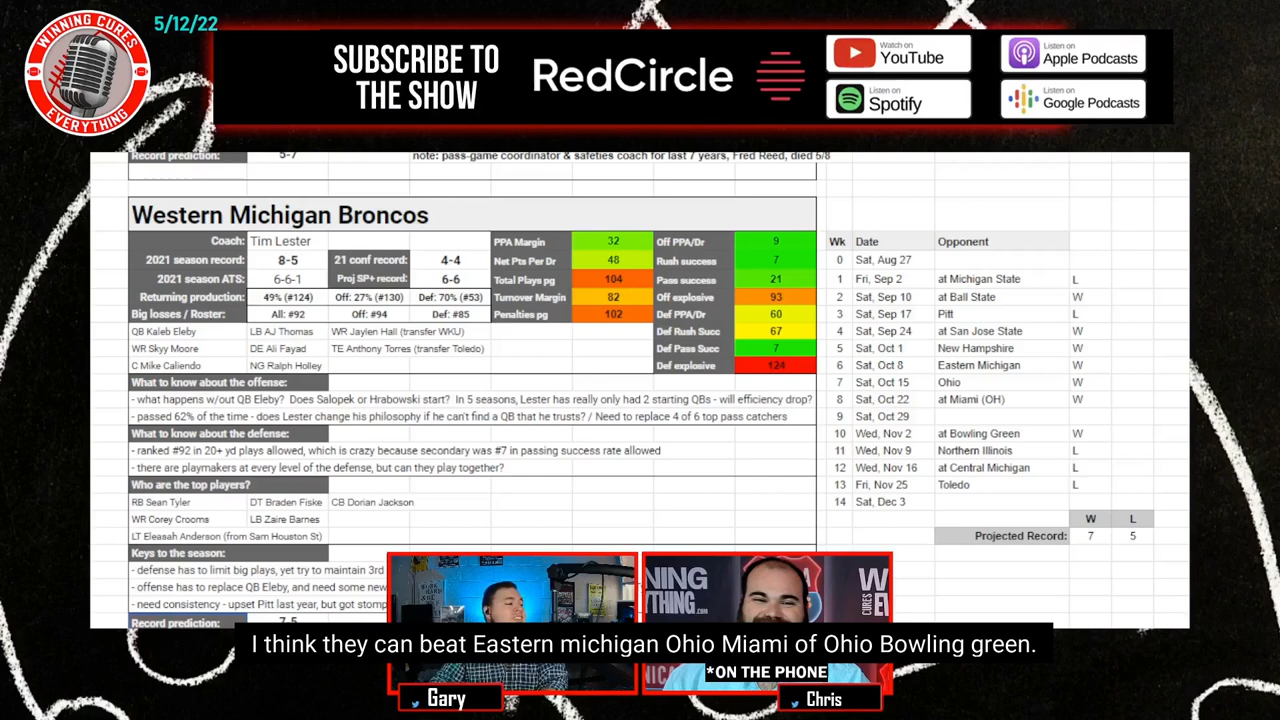 5/12/22
WINNING CURES
EVERYTHING
SUBSCRIBE TO
THE SHOW
RedCircle
Watch on
YouTube
Listen on
Apple Podcasts
Listen on
Spotify
Listen on
Google Podcasts
Record prediction: 5-7 note: pass-game coordinator & safeties coach for last 7 years, Fred Reed, died 5/8
Western Michigan Broncos
Coach: Tim Lester PPA Margin 32 Off PPA/Dr 9
2021 season record: 8-5 21 conf record: 4-4 Net Pts Per Dr 48 Rush success 7
2021 season ATS: 6-6-1 Proj SP+ record: 6-6 Total Plays pg 104 Pass success 21
Returning production: 49% (#124) Off: 27% (#130) Def: 70% (#53) Turnover Margin 82 Off explosive 93
Big losses / Roster: All: #92 Off: #94 Def: #85 Penalties pg 102 Def PPA/Dr 60
QB Kaleb Eleby LB AJ Thomas WR Jaylen Hall (transfer WKU) Def Rush Succ 67
WR Skyy Moore DE Ali Fayad TE Anthony Torres (transfer Toledo) Def Pass Succ 7
C Mike Caliendo NG Ralph Holley Def explosive 124
What to know about the offense:
- what happens w/out QB Eleby? Does Salopek or Hrabowski start? In 5 seasons, Lester has really only had 2 starting QBs - will efficiency drop?
- passed 62% of the time - does Lester change his philosophy if he can't find a QB that he trusts? / Need to replace 4 of 6 top pass catchers
What to know about the defense:
- ranked #92 in 20+ yd plays allowed, which is crazy because secondary was #7 in passing success rate allowed
- there are playmakers at every level of the defense, but can they play together?
Who are the top players?
RB Sean Tyler DT Braden Fiske CB Dorian Jackson
WR Corey Crooms LB Zaire Barnes
LT Eleaaah Anderson (from Sam Houston St)
Keys to the season:
- defense has to limit big plays, yet try to maintain 3rd
- offense has to replace QB Eleby, and need some new
- need consistency - upset Pitt last year, but got stomp
Record prediction: 7-5
Wk Date Opponent
0 Sat, Aug 27
1 Fri, Sep 2 at Michigan State L
2 Sat, Sep 10 at Ball State W
3 Sat, Sep 17 Pitt L
4 Sat, Sep 24 at San Jose State W
5 Sat, Oct 1 New Hampshire W
6 Sat, Oct 8 Eastern Michigan W
7 Sat, Oct 15 Ohio W
8 Sat, Oct 22 at Miami (OH) W
9 Sat, Oct 29
10 Wed, Nov 2 at Bowling Green W
11 Wed, Nov 9 Northern Illinois L
12 Wed, Nov 16 at Central Michigan L
13 Fri, Nov 25 Toledo L
14 Sat, Dec 3
W L
Projected Record: 7 5
I think they can beat Eastern michigan Ohio Miami of Ohio Bowling green.
*ON THE PHONE
Gary
Chris